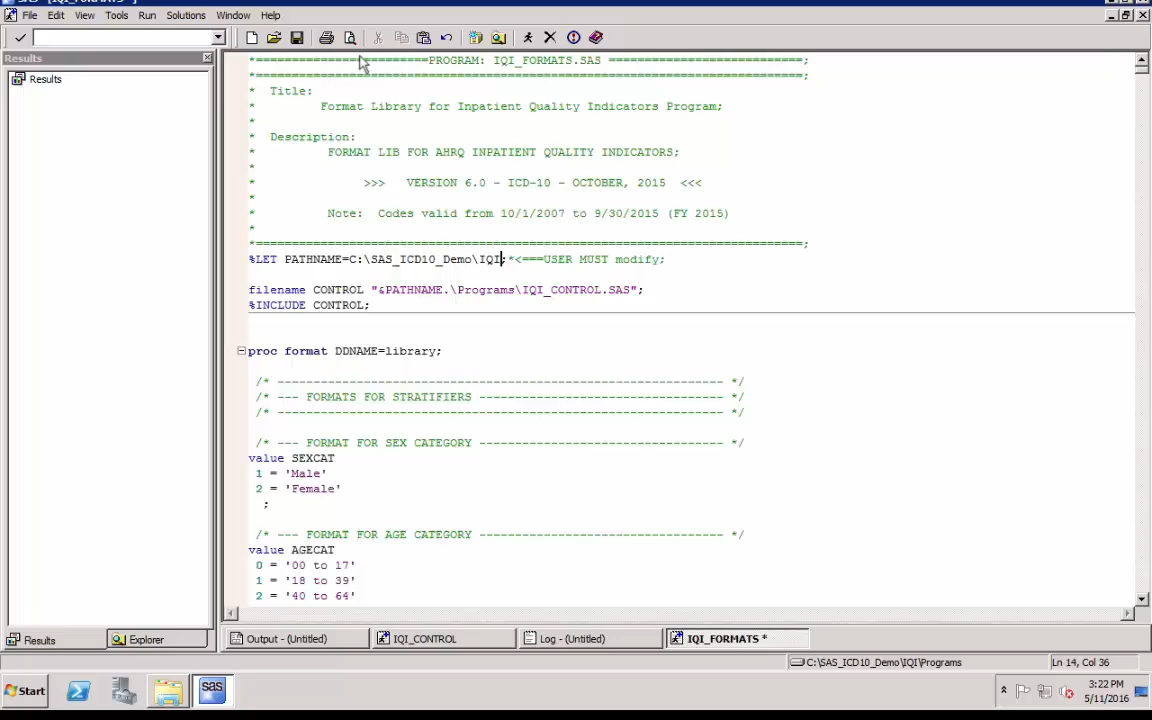 SAS - [IQI_FORMATS * ]
File Edit View Tools Run Solutions Window Help
Results
Results
*========================PROGRAM: IQI_FORMATS.SAS ===========================;
*============================================================================;
* Title:
* Format Library for Inpatient Quality Indicators Program;
*
* Description:
* FORMAT LIB FOR AHRQ INPATIENT QUALITY INDICATORS;
*
* >>> VERSION 6.0 - ICD-10 - OCTOBER, 2015 <<<
*
* Note: Codes valid from 10/1/2007 to 9/30/2015 (FY 2015)
*
*============================================================================;
%LET PATHNAME=C:\SAS_ICD10_Demo\IQI;*<===USER MUST modify;
filename CONTROL "&PATHNAME.\Programs\IQI_CONTROL.SAS";
%INCLUDE CONTROL;
proc format DDNAME=library;
/* -------------------------------------------------------------- */
/* --- FORMATS FOR STRATIFIERS ---------------------------------- */
/* -------------------------------------------------------------- */
/* --- FORMAT FOR SEX CATEGORY ---------------------------------- */
value SEXCAT
1 = 'Male'
2 = 'Female'
;
/* --- FORMAT FOR AGE CATEGORY ---------------------------------- */
value AGECAT
0 = '00 to 17'
1 = '18 to 39'
2 = '40 to 64'
Results Explorer Output - (Untitled) IQI_CONTROL Log - (Untitled) IQI_FORMATS *
C:\SAS_ICD10_Demo\IQI\Programs Ln 14, Col 36
Start sas 3:22 PM
5/11/2016